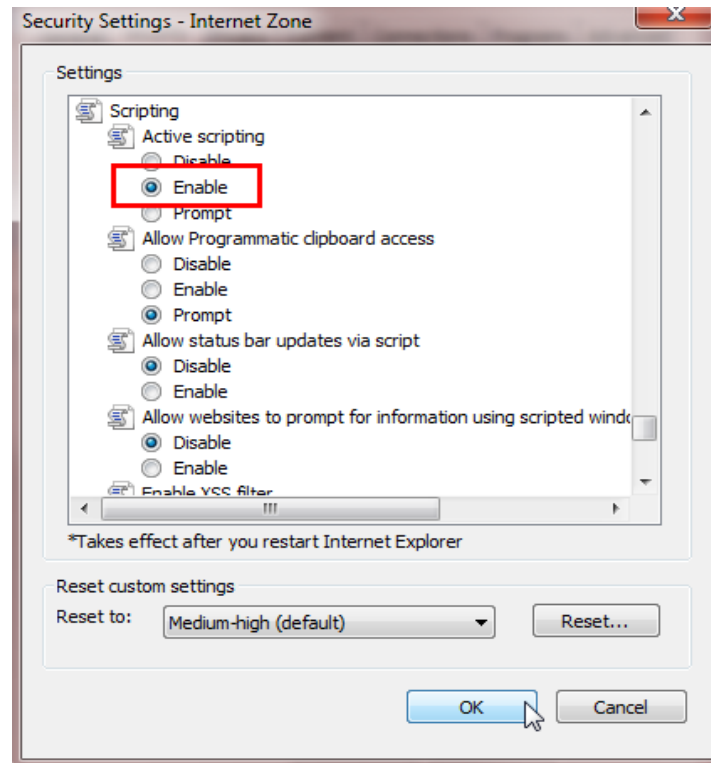 Security Settings - Internet Zone
Settings
Scripting
Active scripting
Disable
Enable
Prompt
Allow Programmatic clipboard access
Disable
Enable
Prompt
Allow status bar updates via script
Disable
Enable
Allow websites to prompt for information using scripted
Disable
Enable
Enable XSS filter
*Takes effect after you restart Internet Explorer
Reset custom settings
Reset to:
Medium-high (default)
Reset...
OK
Cancel